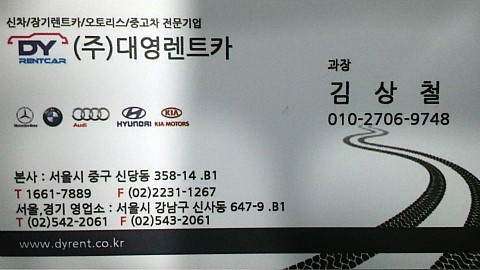 신차/장기렌트카/오토리스/중고차 전문기업
DY
RENTCAR
(주)대영렌트카
과장
김 상 철
010-2706-9748
Mercedes-Benz
Audi
HYUNDAI
KIA
KIA MOTORS
본사 : 서울시 중구 신당동 358-14 .B1
T 1661-7889 F (02)2231-1267
서울,경기 영업소 : 서울시 강남구 신사동 647-9 .B1
T (02)542-2061 F (02)543-2061
www.dyrent.co.kr